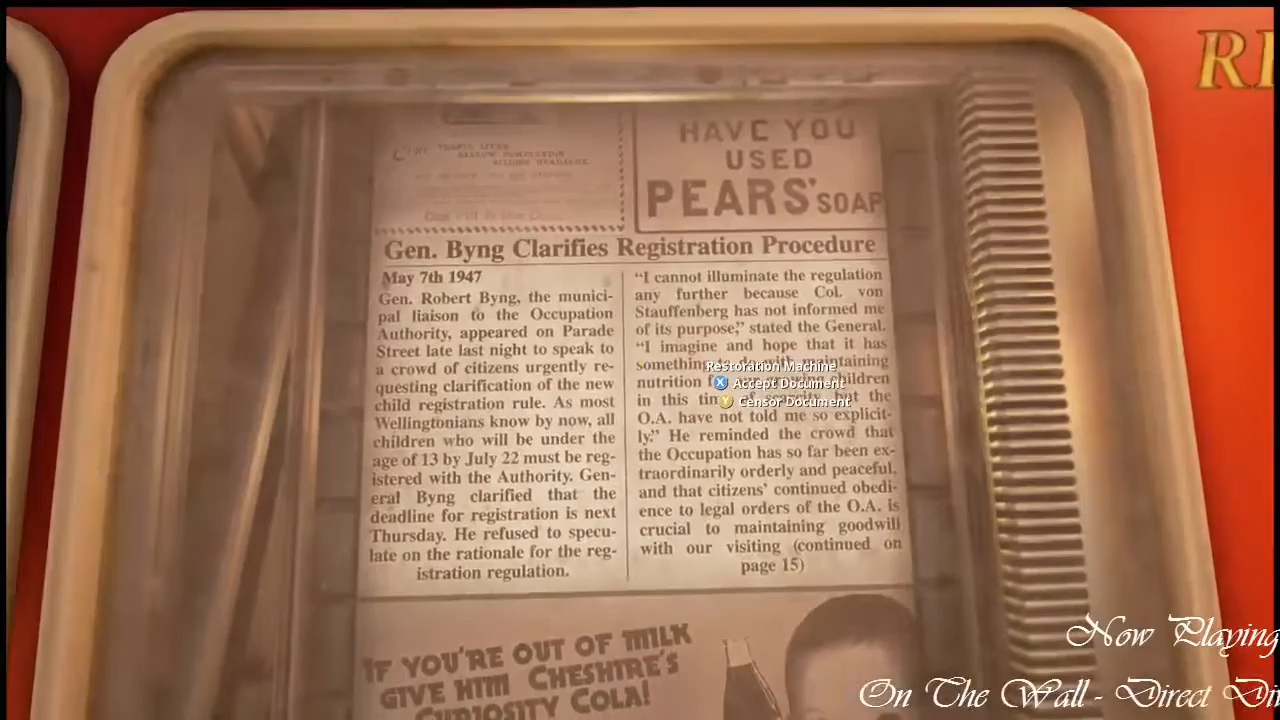 RE
HAVE YOU
USED
PEARS' SOAP
Gen. Byng Clarifies Registration Procedure
May 7th 1947
Gen. Robert Byng, the munici-
pal liaison to the Occupation
Authority, appeared on Parade
Street late last night to speak to
a crowd of citizens urgently re-
questing clarification of the new
child registration rule. As most
Wellingtonians know by now, all
children who will be under the
age of 13 by July 22 must be reg-
istered with the Authority. Gen-
eral Byng clarified that the
deadline for registration is next
Thursday. He refused to specu-
late on the rationale for the reg-
istration regulation.
"I cannot illuminate the regulation
any further because Col. von
Stauffenberg has not informed me
of its purpose," stated the General.
"I imagine and hope that it has
something to do with maintaining
nutrition children
in this the
O.A. have not told me so explicit-
ly." He reminded the crowd that
the Occupation has so far been ex-
traordinarily orderly and peaceful,
and that citizens' continued obedi-
ence to legal orders of the O.A. is
crucial to maintaining goodwill
with our visiting (continued on
page 15)
Restoration Machine
X Accept Document
Y Censor Document
IF YOU'RE OUT OF MILK
GIVE HIM CHESHIRE'S
CURIOSITY COLA!
Now Playing
On The Wall - Direct Di